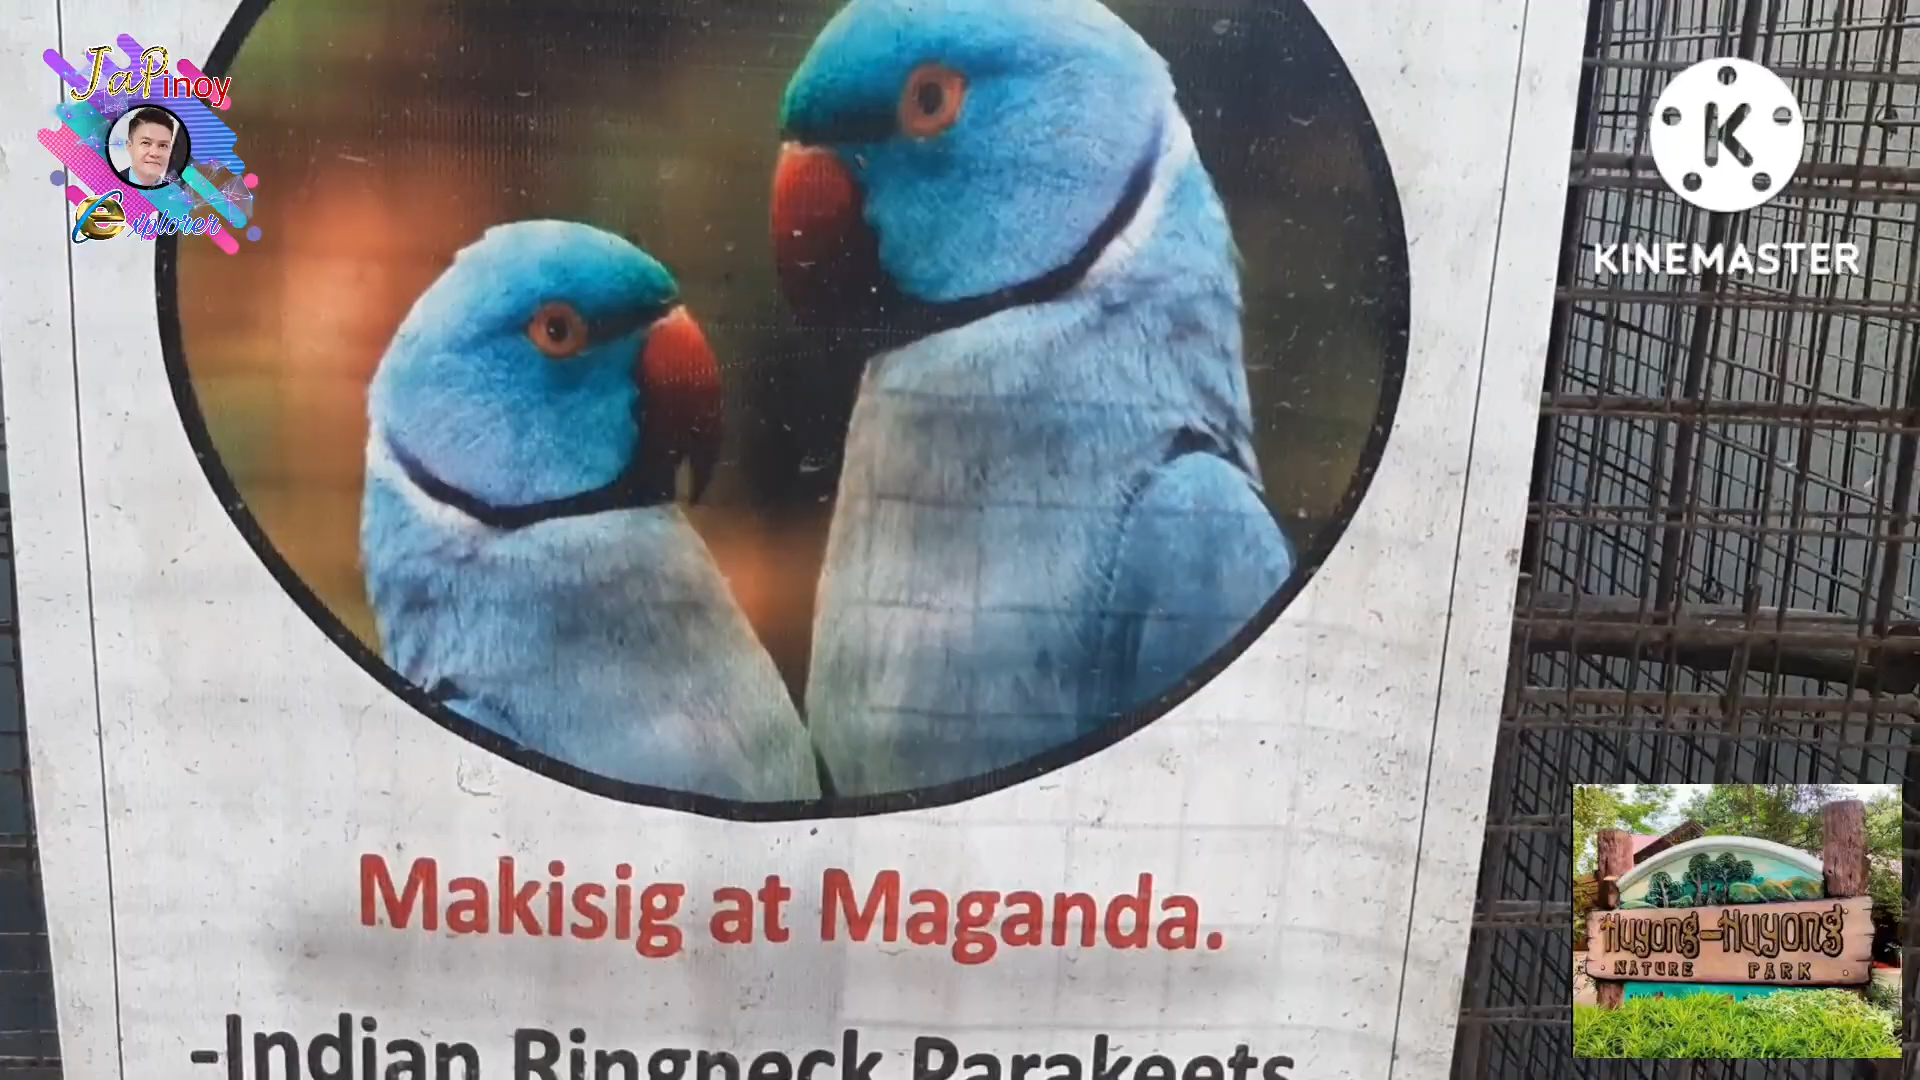 JaPinoy
Explorer
K
KINEMASTER
Makisig at Maganda.
-Indian Ringneck Parakeets
Huyong-Huyong
NATURE PARK